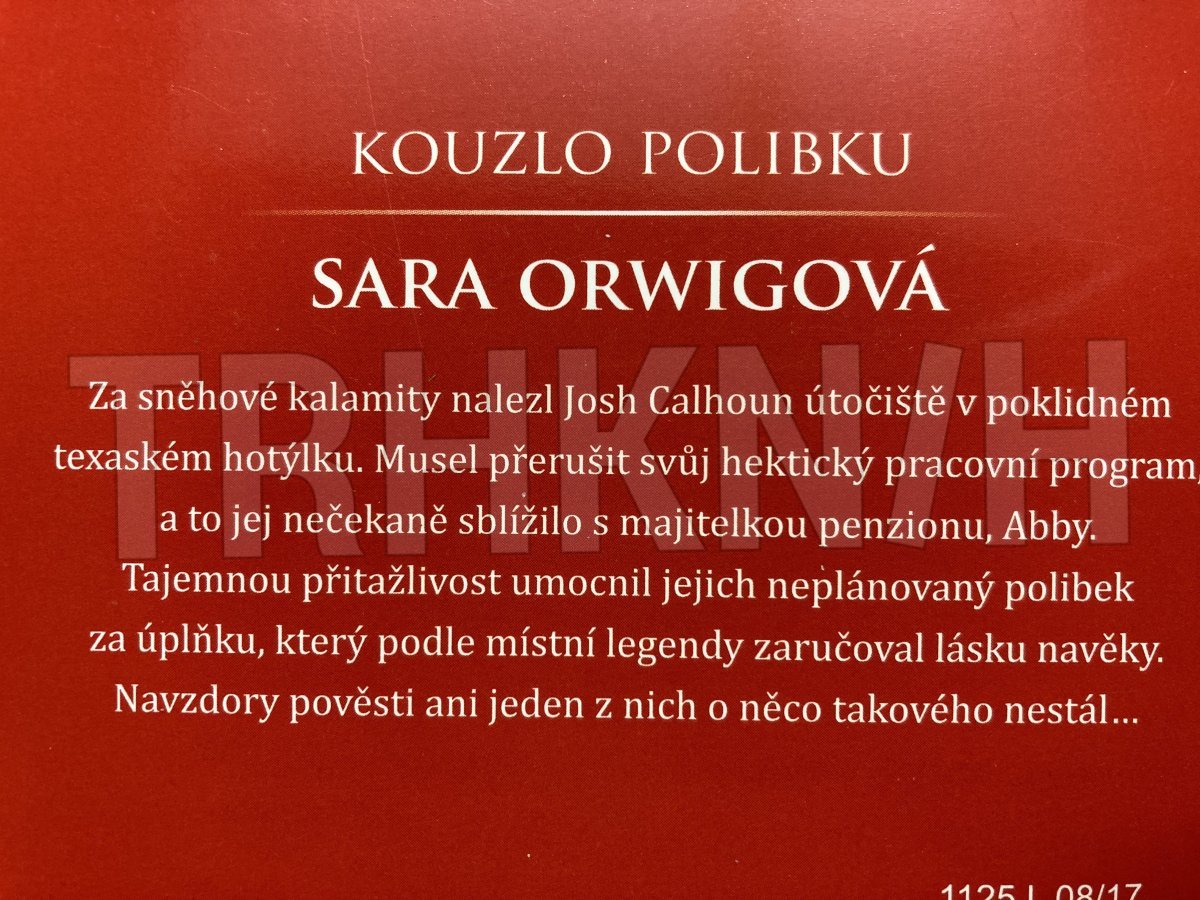 KOUZLO POLIBKU
SARA ORWIGOVÁ
TRHKNIH
Za sněhové kalamity nalezl Josh Calhoun útočiště v poklidném
texaském hotýlku. Musel přerušit svůj hektický pracovní program,
a to jej nečekaně sblížilo s majitelkou penzionu, Abby.
Tajemnou přitažlivost umocnil jejich neplánovaný polibek
za úplňku, který podle místní legendy zaručoval lásku navěky.
Navzdory pověsti ani jeden z nich o něco takového nestál…
08/17